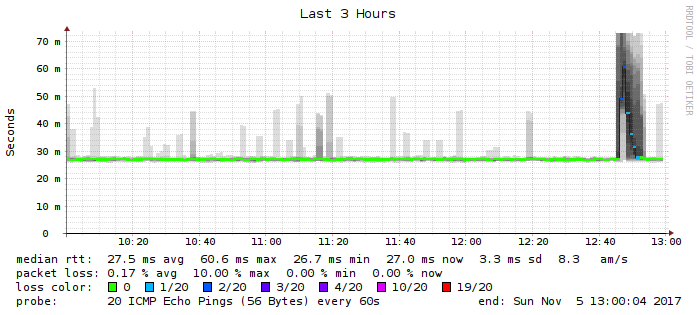 Last 3 Hours
RRDTOOL / TOBI OETIKER
Seconds
70 m
60 m
50 m
40 m
30 m
20 m
10 m
0
10:20 10:40 11:00 11:20 11:40 12:00 12:20 12:40 13:00
median rtt: 27.5 ms avg 60.6 ms max 26.7 ms min 27.0 ms now 3.3 ms sd 8.3 am/s
packet loss: 0.17 % avg 10.00 % max 0.00 % min 0.00 % now
loss color: 0 1/20 2/20 3/20 4/20 10/20 19/20
probe: 20 ICMP Echo Pings (56 Bytes) every 60s end: Sun Nov 5 13:00:04 2017